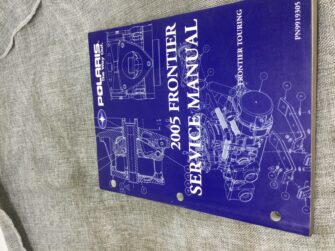 POLARIS
The Way Out.
2005 FRONTIER
SERVICE MANUAL
FRONTIER TOURING
PN9919305